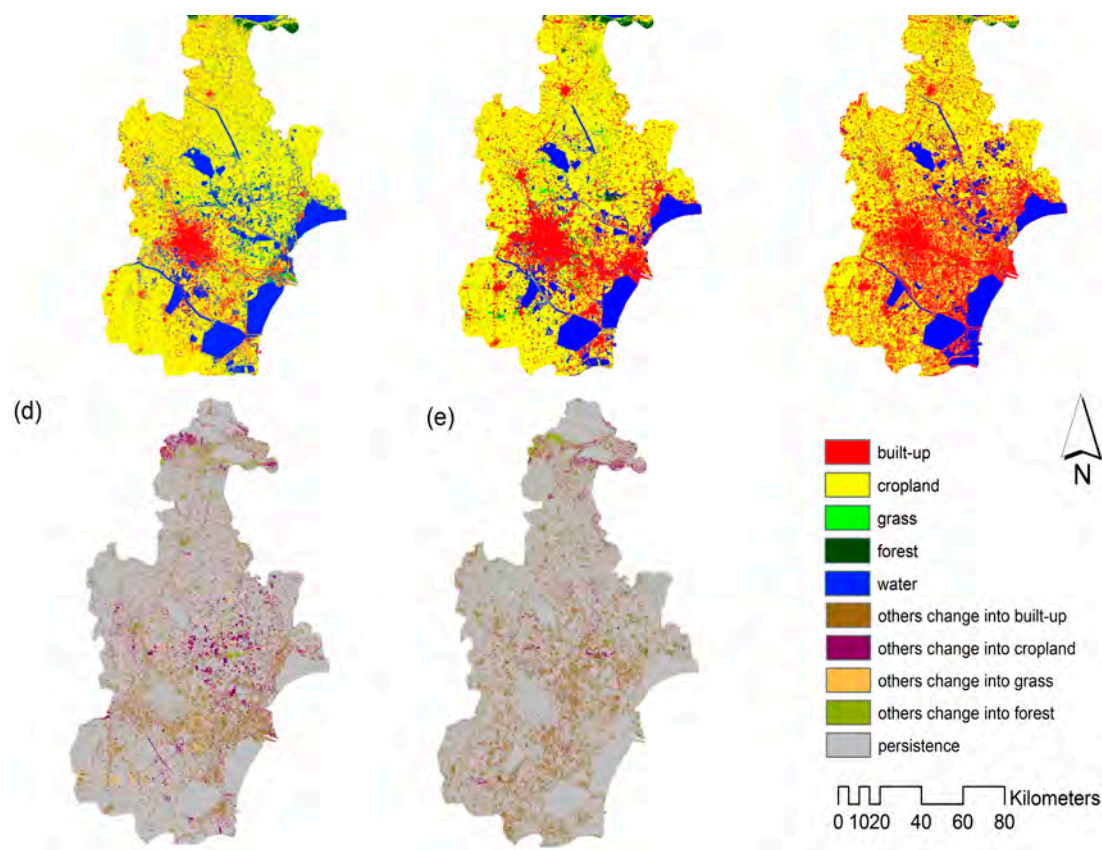 (d)
(e)
N
built-up
cropland
grass
forest
water
others change into built-up
others change into cropland
others change into grass
others change into forest
persistence
Kilometers
0 1020 40 60 80